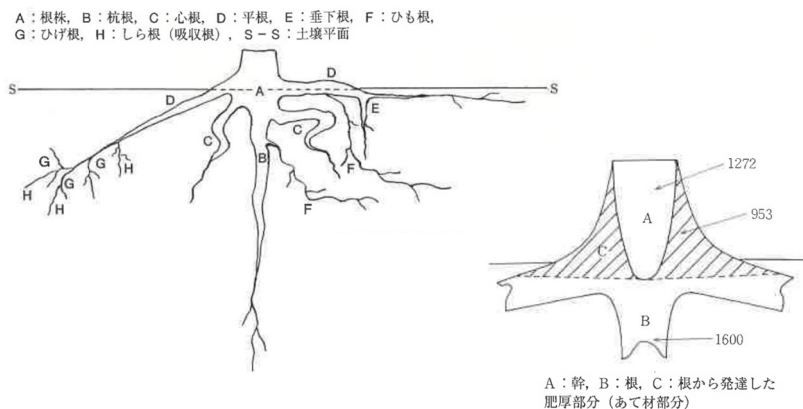 A：根株，B：杭根，C：心根，D：平根，E：垂下根，F：ひも根，
G：ひげ根，H：しら根（吸収根），S－S：土壌平面
S
D
A
D
S
E
C
C
B
G
G
G
H
H
H
F
F
1272
953
A
C
B
1600
A：幹，B：根，C：根から発達した
肥厚部分（あて材部分）